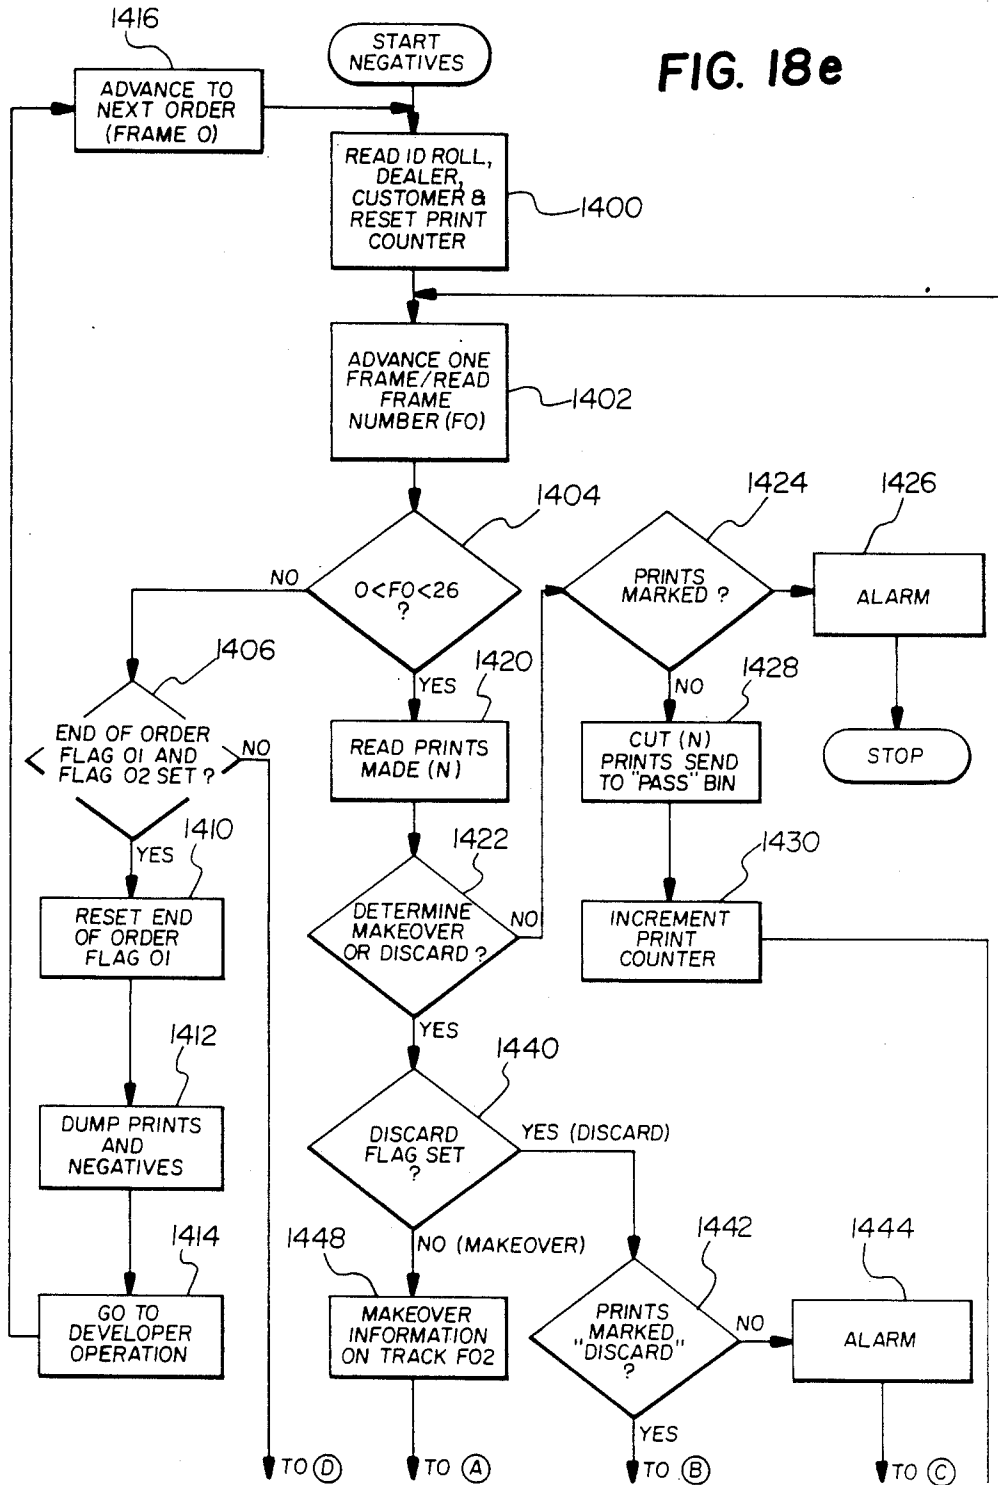 1416
START
NEGATIVES
FIG. 18e
ADVANCE TO
NEXT ORDER
(FRAME 0)
READ ID ROLL,
DEALER,
CUSTOMER &
RESET PRINT
COUNTER
1400
ADVANCE ONE
FRAME/READ
FRAME
NUMBER (F0)
1402
1404
1424
1426
NO
0<F0<26
?
PRINTS
MARKED ?
ALARM
1406
YES
1420
NO
1428
END OF ORDER
FLAG 01 AND
FLAG 02 SET ?
NO
READ PRINTS
MADE (N)
CUT (N)
PRINTS SEND
TO "PASS" BIN
STOP
1410
YES
1422
1430
RESET END
OF ORDER
FLAG 01
DETERMINE
MAKEOVER
OR DISCARD ?
NO
INCREMENT
PRINT
COUNTER
1412
YES
1440
DUMP PRINTS
AND
NEGATIVES
DISCARD
FLAG SET
?
YES (DISCARD)
1414
1448
NO (MAKEOVER)
1442
1444
GO TO
DEVELOPER
OPERATION
MAKEOVER
INFORMATION
ON TRACK F02
PRINTS
MARKED
"DISCARD"
?
NO
ALARM
YES
TO D
TO A
TO B
TO C